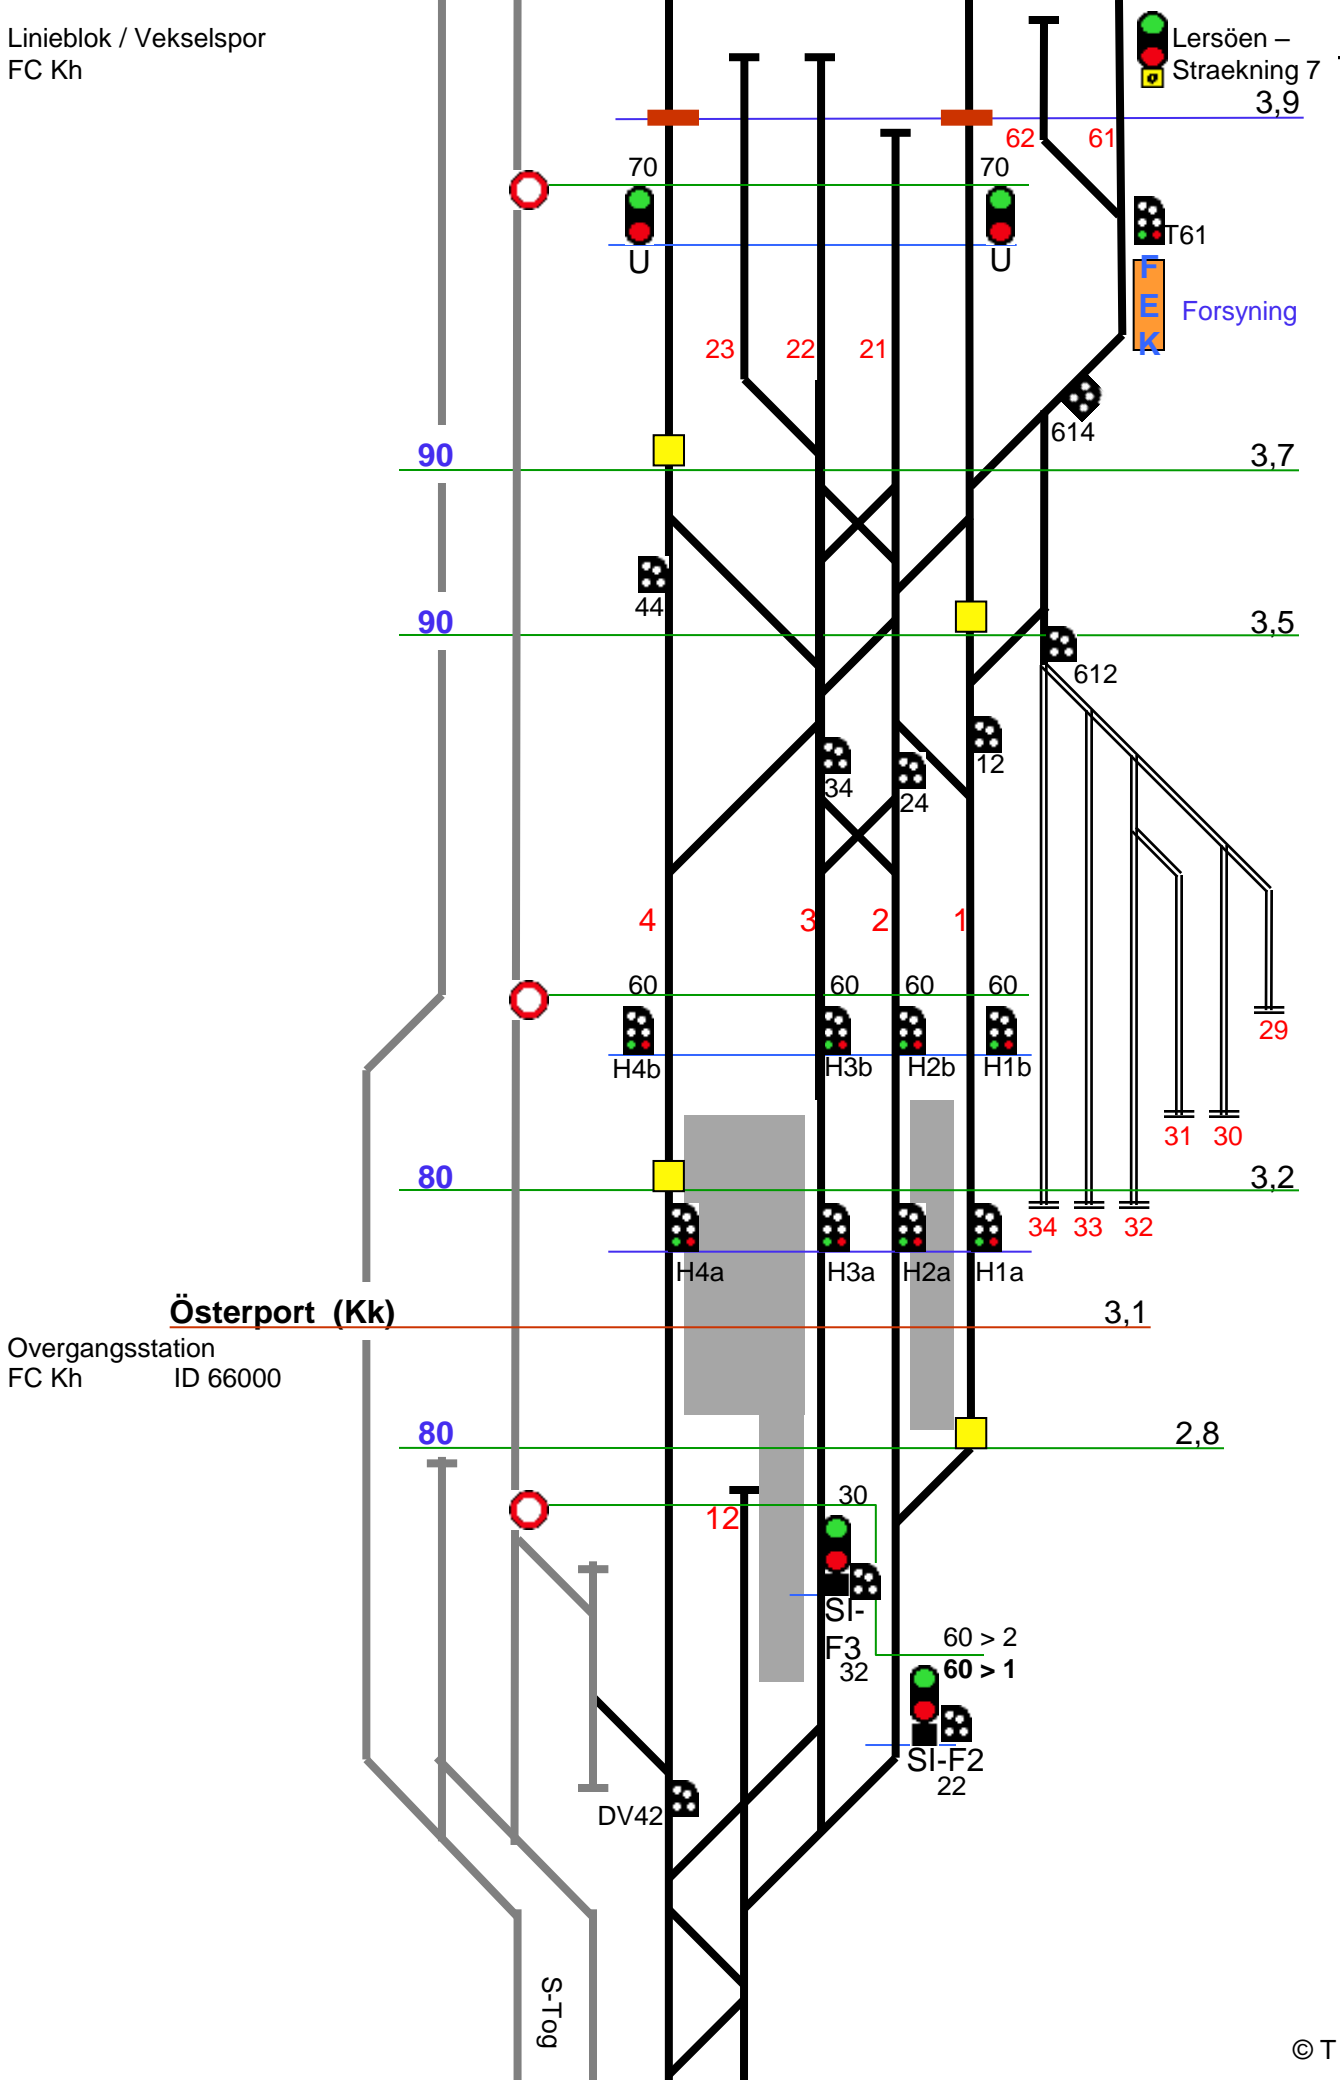 Linieblok / Vekselspor
FC Kh
Lersöen –
Straekning 7
3,9
62
61
70
70
T61
U
U
F
E
K
Forsyning
23
22
21
614
90
3,7
44
90
3,5
612
12
34
24
4
3
2
1
60
60
60
60
29
H4b
H3b
H2b
H1b
31
30
80
3,2
34
33
32
H4a
H3a
H2a
H1a
Österport (Kk)
3,1
Overgangsstation
FC Kh ID 66000
80
2,8
30
12
SI-
F3
32
60 > 2
60 > 1
SI-F2
22
DV42
S-Tog
© T